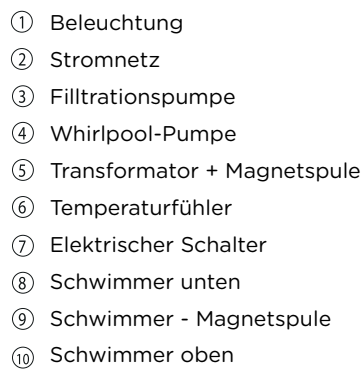 ① Beleuchtung
② Stromnetz
③ Filltrationspumpe
④ Whirlpool-Pumpe
⑤ Transformator + Magnetspule
⑥ Temperaturfühler
⑦ Elektrischer Schalter
⑧ Schwimmer unten
⑨ Schwimmer - Magnetspule
⑩ Schwimmer oben